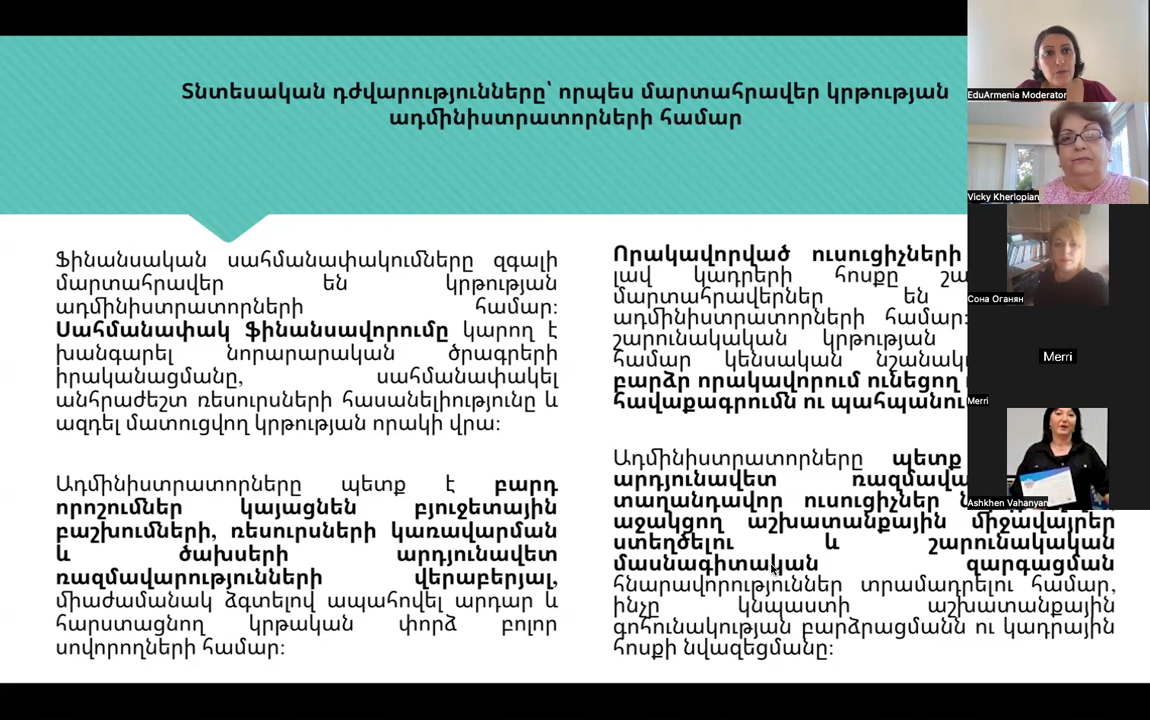 Տնտեսական դժվարությունները՝ որպես մարտահրավեր կրթության
ադմինիստրատորների համար
Ֆինանսական սահմանափակումները զգալի
մարտահրավեր են կրթության
ադմինիստրատորների համար։
Սահմանափակ ֆինանսավորումը կարող է
խանգարել նորարարական ծրագրերի
իրականացմանը, սահմանափակել
անհրաժեշտ ռեսուրսների հասանելիությունը և
ազդել մատուցվող կրթության որակի վրա։
Ադմինիստրատորները պետք է բարդ
որոշումներ կայացնեն բյուջետային
բաշխումների, ռեսուրսների կառավարման
և ծախսերի արդյունավետ
ռազմավարությունների վերաբերյալ,
միաժամանակ ձգտելով ապահովել արդար և
հարստացնող կրթական փորձ բոլոր
սովորողների համար։
Որակավորված ուսուցիչների
լավ կադրերի հոսքը
մարտահրավերներ են
ադմինիստրատորների համար։
շարունակական կրթության
համար կենսական
բարձր որակավորում ունեցող
հավաքագրումն ու
Ադմինիստրատորները պետք
արդյունավետ
տաղանդավոր ուսուցիչներ
աջակցող աշխատանքային միջավայրեր
ստեղծելու և շարունակական
մասնագիտական զարգացման
հնարավորություններ տրամադրելու համար,
ինչը կնպաստի աշխատանքային
գոհունակության բարձրացմանն ու կադրային
հոսքի նվազեցմանը։
EduArmenia Moderator
Vicky Kherlopian
Сона Оганян
Merri
Merri
Ashkhen Vahanyan